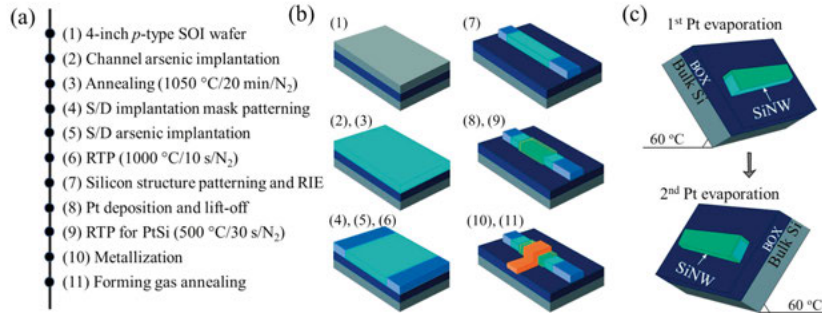 (a)
(1) 4-inch p-type SOI wafer
(2) Channel arsenic implantation
(3) Annealing (1050 °C/20 min/N₂)
(4) S/D implantation mask patterning
(5) S/D arsenic implantation
(6) RTP (1000 °C/10 s/N₂)
(7) Silicon structure patterning and RIE
(8) Pt deposition and lift-off
(9) RTP for PtSi (500 °C/30 s/N₂)
(10) Metallization
(11) Forming gas annealing
(b)
(1)
(7)
(2), (3)
(8), (9)
(4), (5), (6)
(10), (11)
(c)
1st Pt evaporation
BOX
Bulk Si
SiNW
60 °C
2nd Pt evaporation
SiNW
BOX
Bulk Si
60 °C